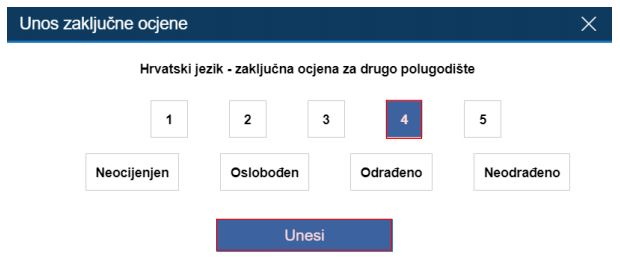 Unos zaključne ocjene
Hrvatski jezik - zaključna ocjena za drugo polugodište
1 2 3 4 5
Neocijenjen Oslobođen Odrađeno Neodrađeno
Unesi